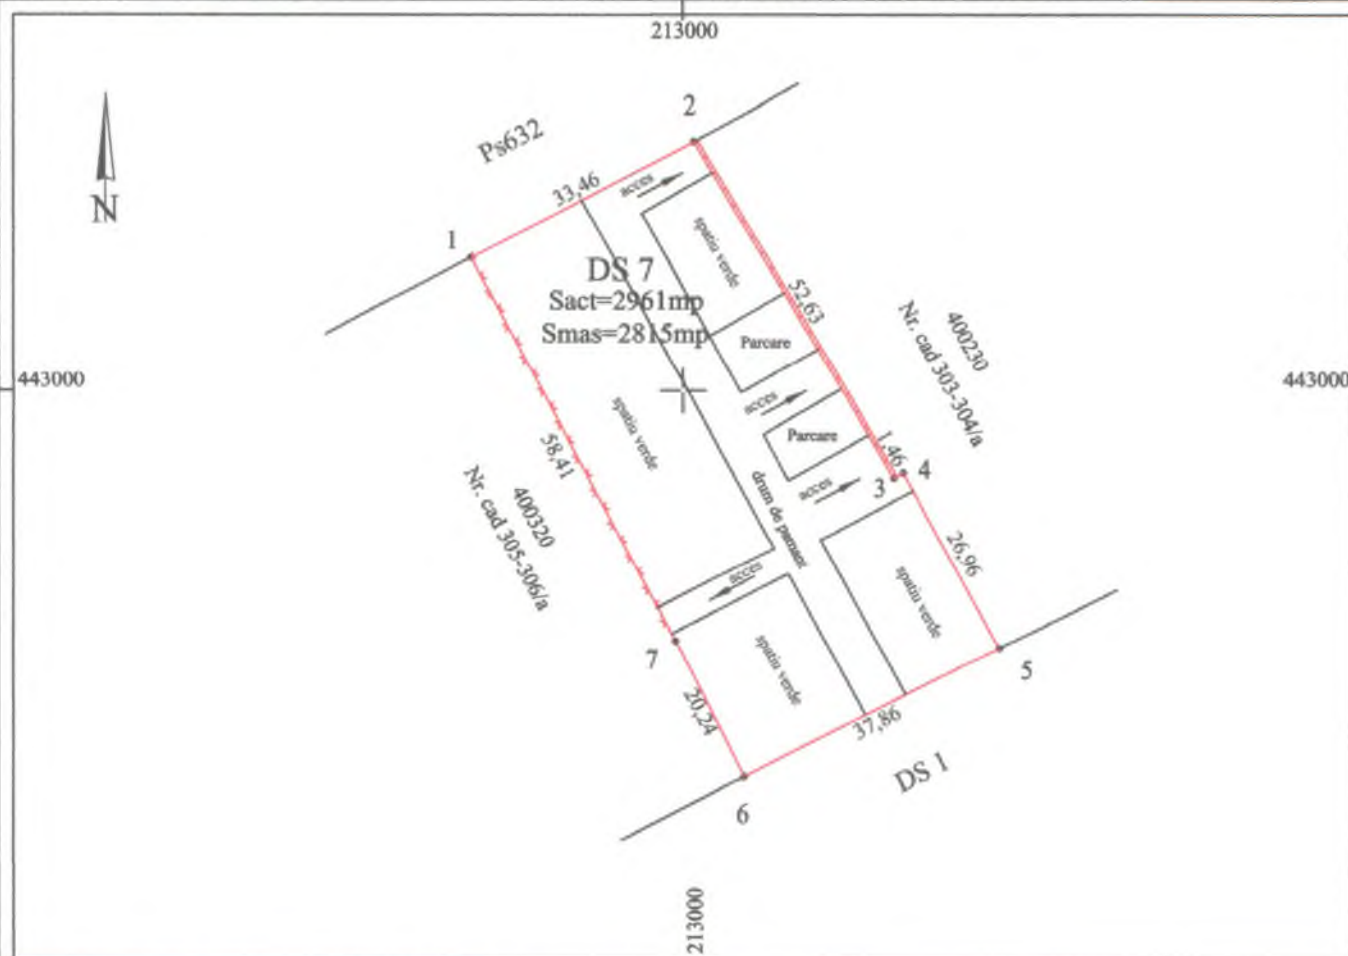 213000
2
Ps632
N
33,46
acces
1
spatiu verde
DS 7
Sact=2961mp
Smas=2815mp
52,63
400230
Nr. cad 303-304/a
Parcare
443000
443000
acces
spatiu verde
Parcare
1,46
4
3
58,41
acces
drum de pamant
400320
Nr. cad 305-306/a
26,96
acces
spatiu verde
7
spatiu verde
5
20,24
37,86
DS 1
6
213000